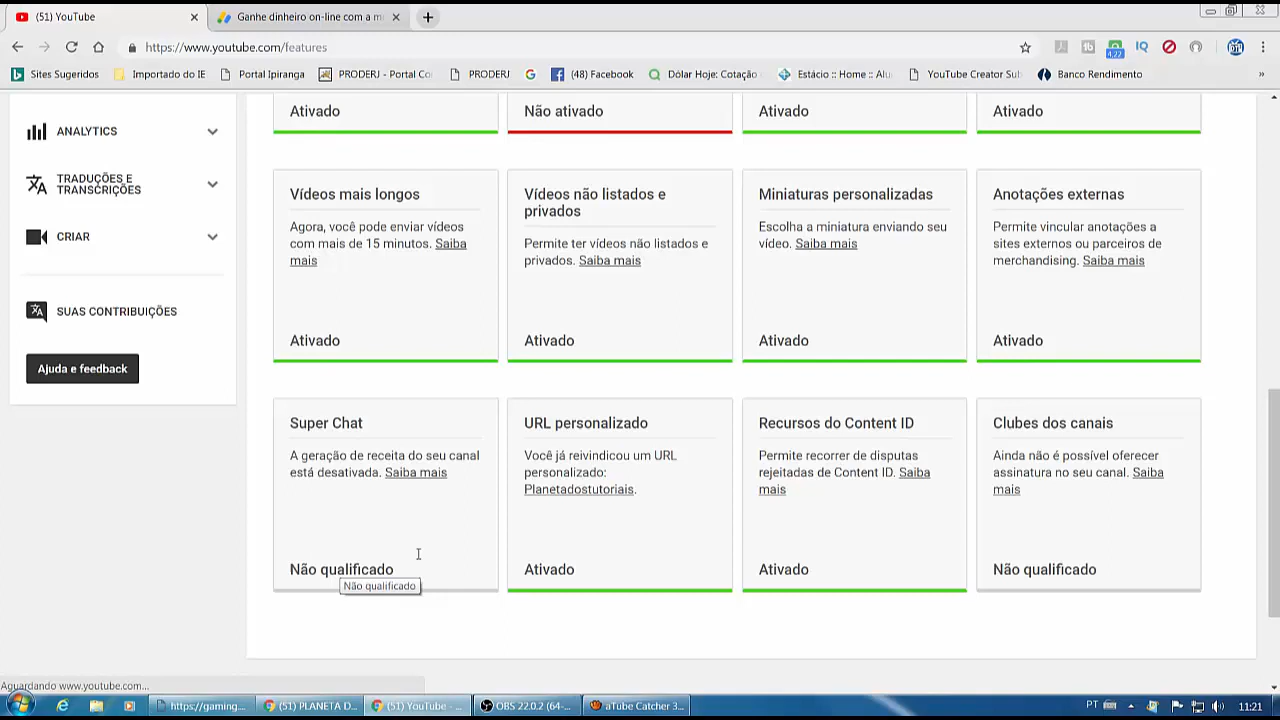 (51) YouTube
Ganhe dinheiro on-line com a m
https://www.youtube.com/features
4.22
IQ
Sites Sugeridos
Importado do IE
Portal Ipiranga
PRODERJ - Portal Co
PRODERJ
(48) Facebook
Dólar Hoje: Cotação
Estácio :: Home :: Alu
YouTube Creator Sub
Banco Rendimento
»
ANALYTICS
TRADUÇÕES E
TRANSCRIÇÕES
CRIAR
SUAS CONTRIBUIÇÕES
Ajuda e feedback
Ativado
Não ativado
Ativado
Ativado
Vídeos mais longos
Agora, você pode enviar vídeos
com mais de 15 minutos. Saiba
mais
Ativado
Vídeos não listados e
privados
Permite ter vídeos não listados e
privados. Saiba mais
Ativado
Miniaturas personalizadas
Escolha a miniatura enviando seu
vídeo. Saiba mais
Ativado
Anotações externas
Permite vincular anotações a
sites externos ou parceiros de
merchandising. Saiba mais
Ativado
Super Chat
A geração de receita do seu canal
está desativada. Saiba mais
Não qualificado
Não qualificado
URL personalizado
Você já reivindicou um URL
personalizado:
Planetadostutoriais.
Ativado
Recursos do Content ID
Permite recorrer de disputas
rejeitadas de Content ID. Saiba
mais
Ativado
Clubes dos canais
Ainda não é possível oferecer
assinatura no seu canal. Saiba
mais
Não qualificado
Aguardando www.youtube.com...
https://gaming....
(51) PLANETA D...
(51) YouTube - ...
OBS 22.0.2 (64-...
aTube Catcher 3...
PT
11:21